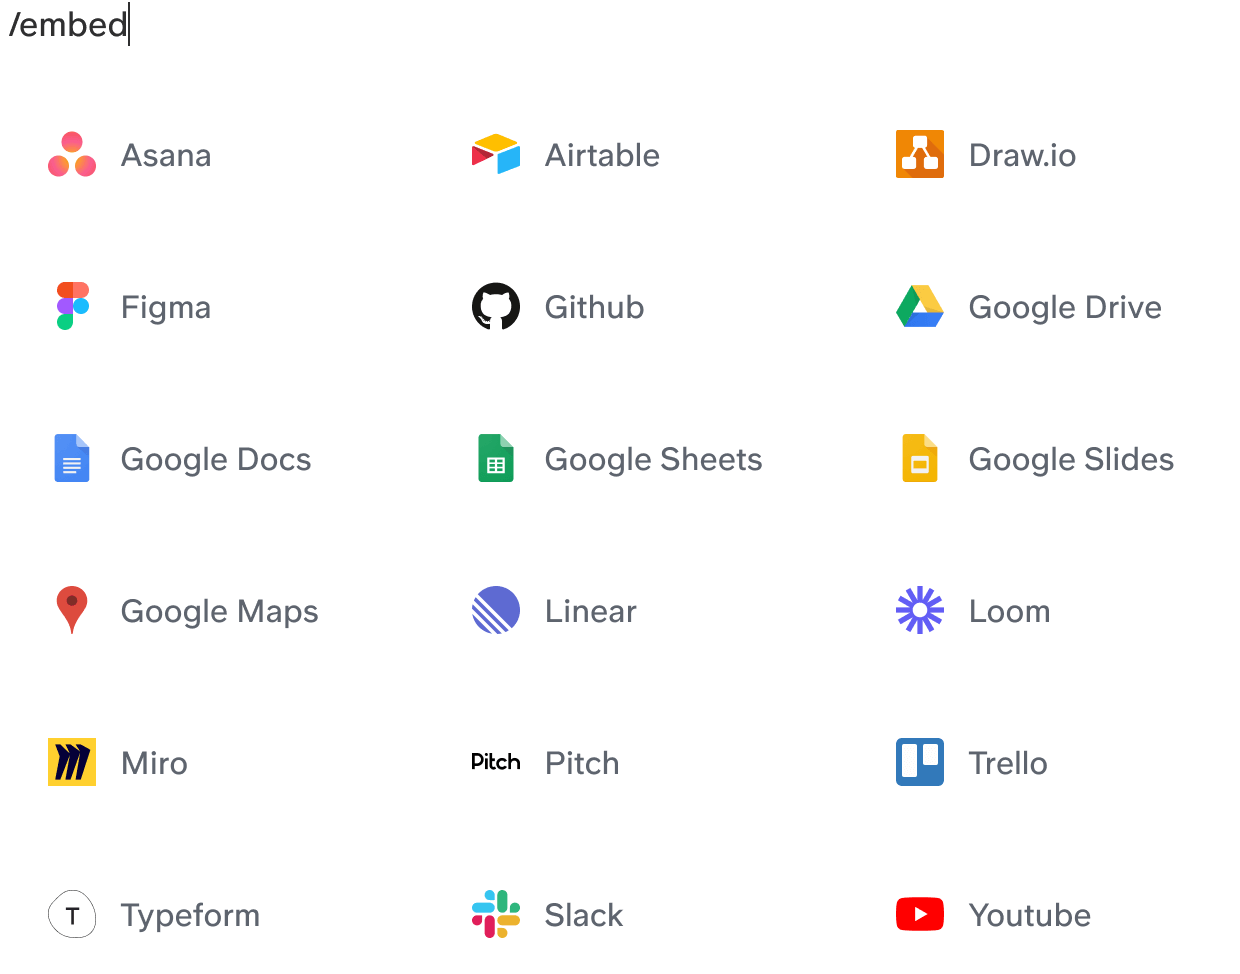 /embed
Asana Airtable Draw.io
Figma Github Google Drive
Google Docs Google Sheets Google Slides
Google Maps Linear Loom
Miro Pitch Pitch Trello
T Typeform Slack Youtube